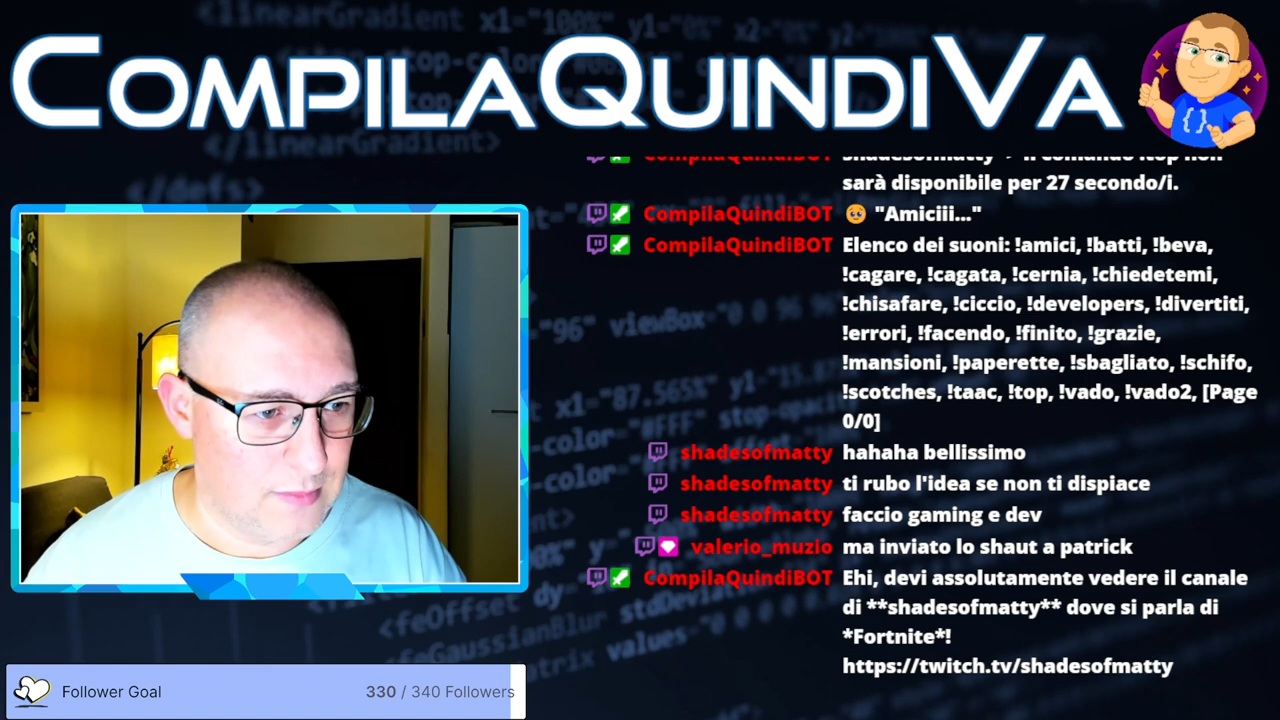 CompilaQuindiVa
sarà disponibile per 27 secondo/i.
CompilaQuindiBOT 🥺 "Amiciii..."
CompilaQuindiBOT Elenco dei suoni: !amici, !batti, !beva,
!cagare, !cagata, !cernia, !chiedetemi,
!chisafare, !ciccio, !developers, !divertiti,
!errori, !facendo, !finito, !grazie,
!mansioni, !paperette, !sbagliato, !schifo,
!scotches, !taac, !top, !vado, !vado2, [Page
0/0]
shadesofmatty hahaha bellissimo
shadesofmatty ti rubo l'idea se non ti dispiace
shadesofmatty faccio gaming e dev
valerio_muzio ma inviato lo shaut a patrick
CompilaQuindiBOT Ehi, devi assolutamente vedere il canale
di **shadesofmatty** dove si parla di
*Fortnite*!
https://twitch.tv/shadesofmatty
Follower Goal 330 / 340 Followers